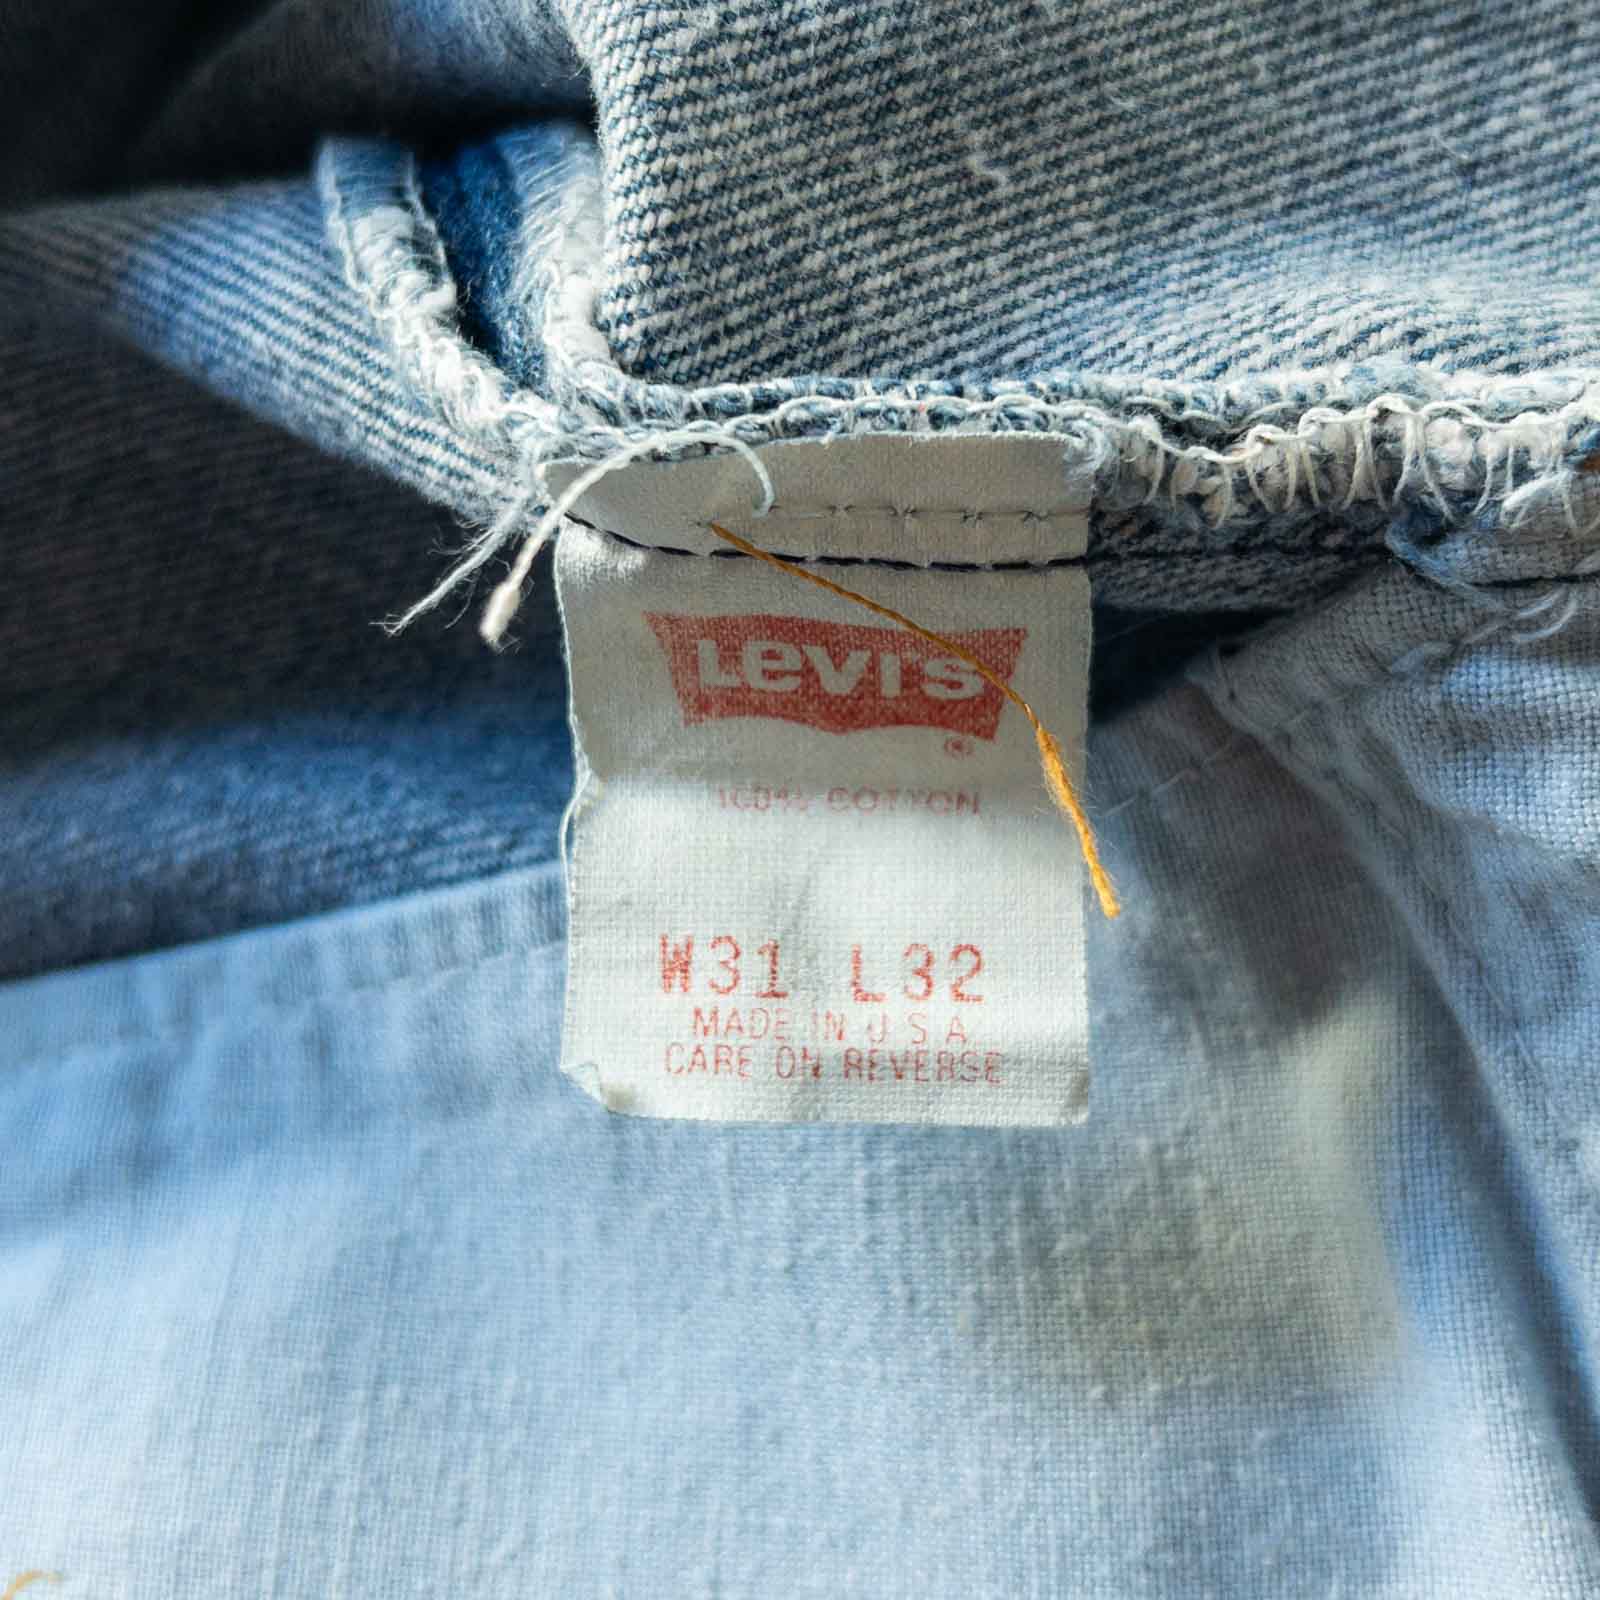 Levi's
®
100% COTTON
W31 L32
MADE IN U S A
CARE ON REVERSE